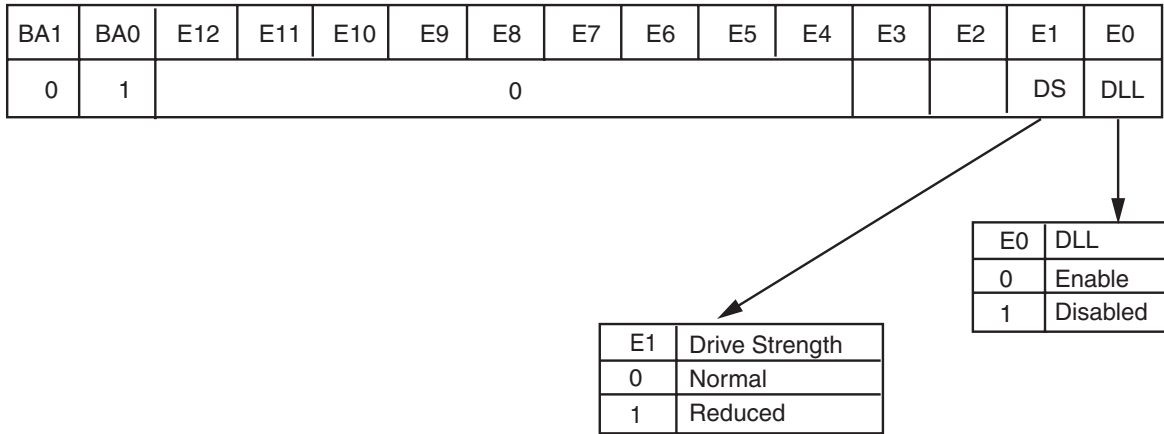 BA1 BA0 E12 E11 E10 E9 E8 E7 E6 E5 E4 E3 E2 E1 E0
0 1 0 DS DLL
E0 DLL
0 Enable
1 Disabled
E1 Drive Strength
0 Normal
1 Reduced